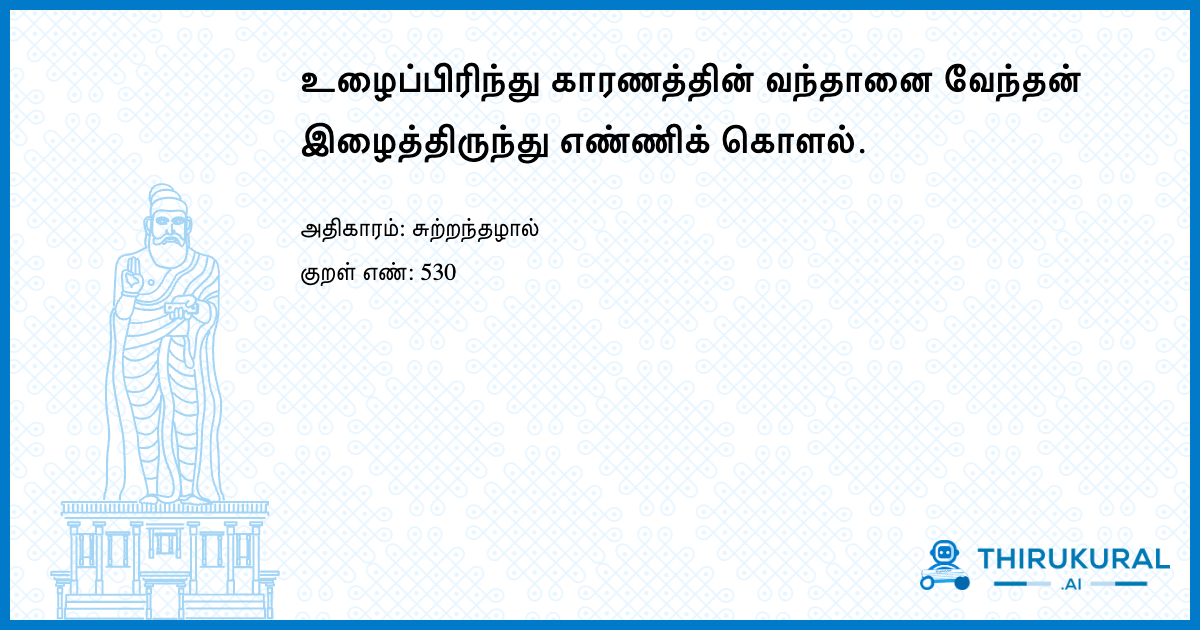 உழைப்பிரிந்து காரணத்தின் வந்தானை வேந்தன்
இழைத்திருந்து எண்ணிக் கொளல்.
அதிகாரம்: சுற்றந்தழால்
குறள் எண்: 530
THIRUKURAL
.AI